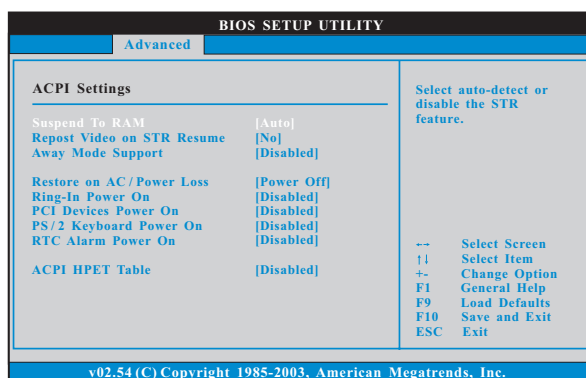 BIOS SETUP UTILITY
Advanced
ACPI Settings
Suspend To RAM [Auto]
Repost Video on STR Resume [No]
Away Mode Support [Disabled]
Restore on AC / Power Loss [Power Off]
Ring-In Power On [Disabled]
PCI Devices Power On [Disabled]
PS / 2 Keyboard Power On [Disabled]
RTC Alarm Power On [Disabled]
ACPI HPET Table [Disabled]
Select auto-detect or
disable the STR
feature.
←→ Select Screen
↑↓ Select Item
+- Change Option
F1 General Help
F9 Load Defaults
F10 Save and Exit
ESC Exit
v02.54 (C) Copyright 1985-2003, American Megatrends, Inc.